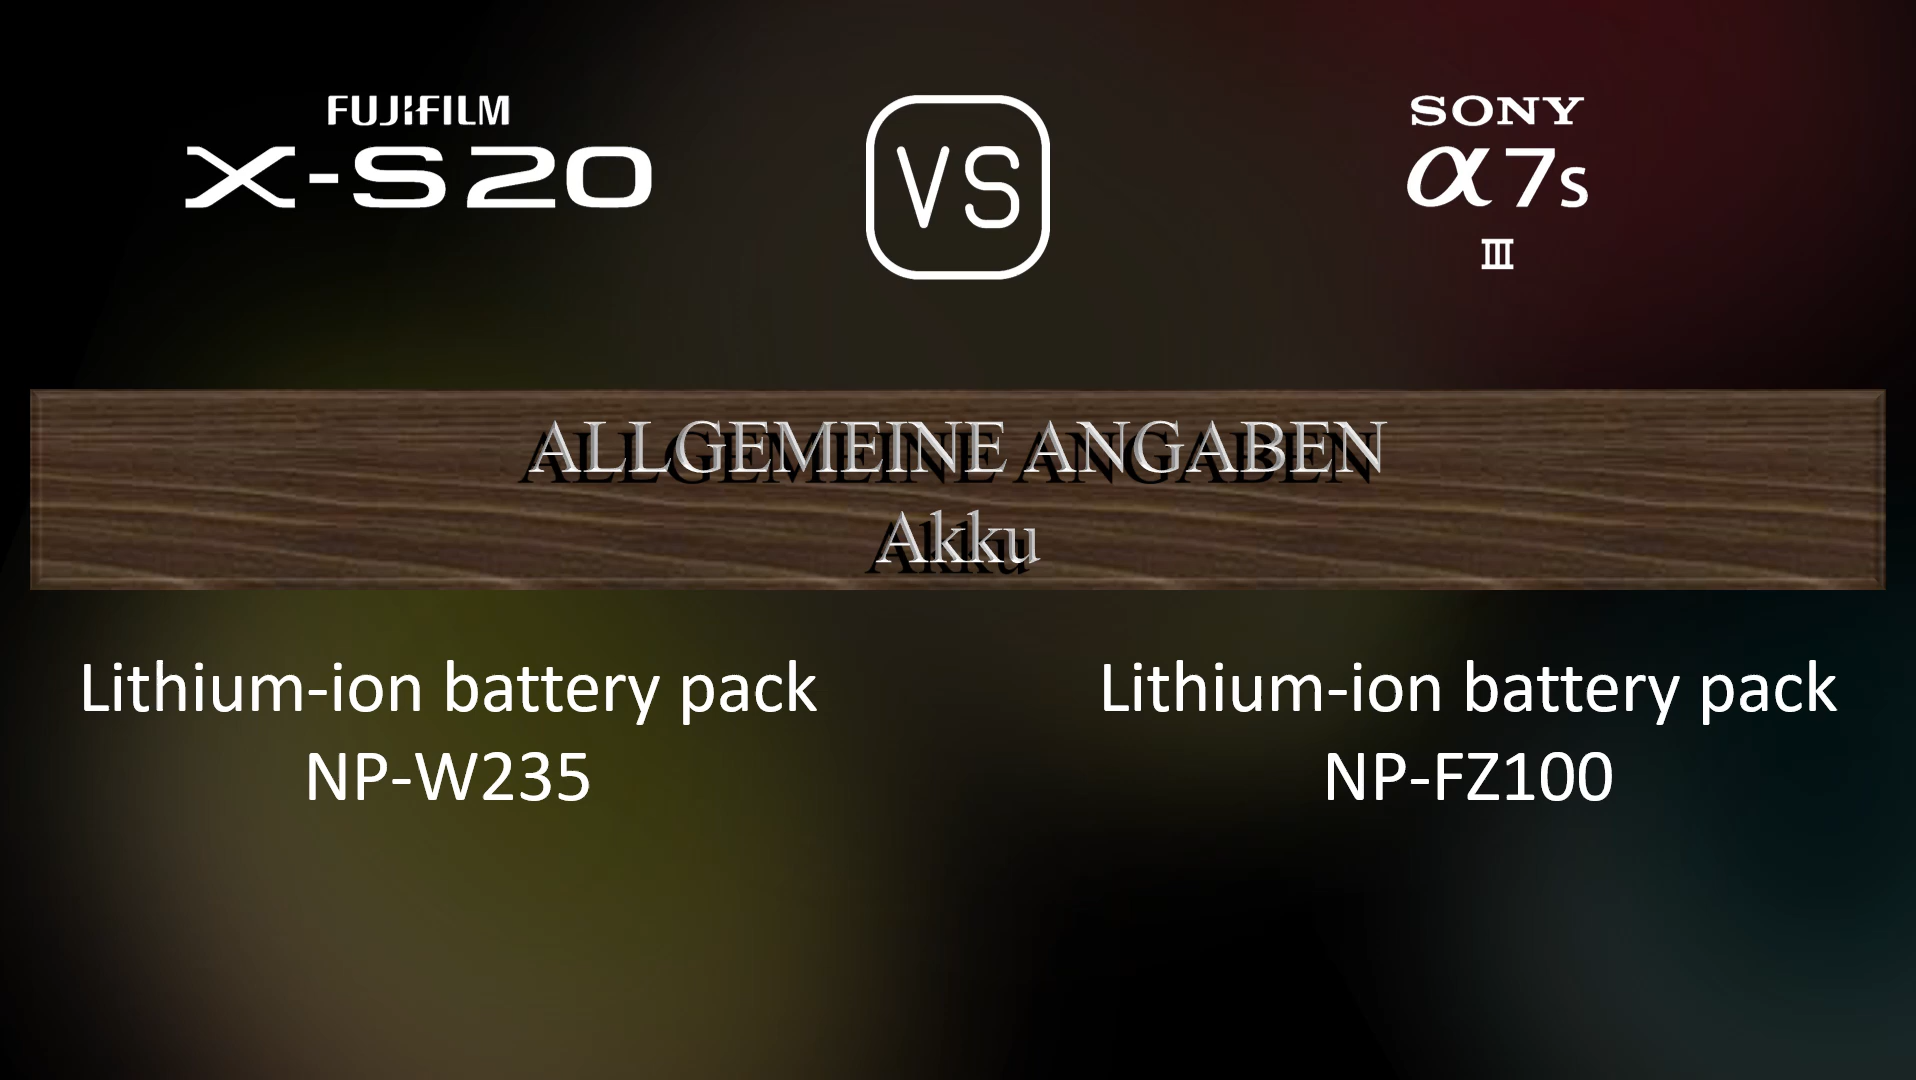 FUJIFILM
X-S20
VS
SONY
α7s
III
ALLGEMEINE ANGABEN
Akku
Lithium-ion battery pack
NP-W235
Lithium-ion battery pack
NP-FZ100